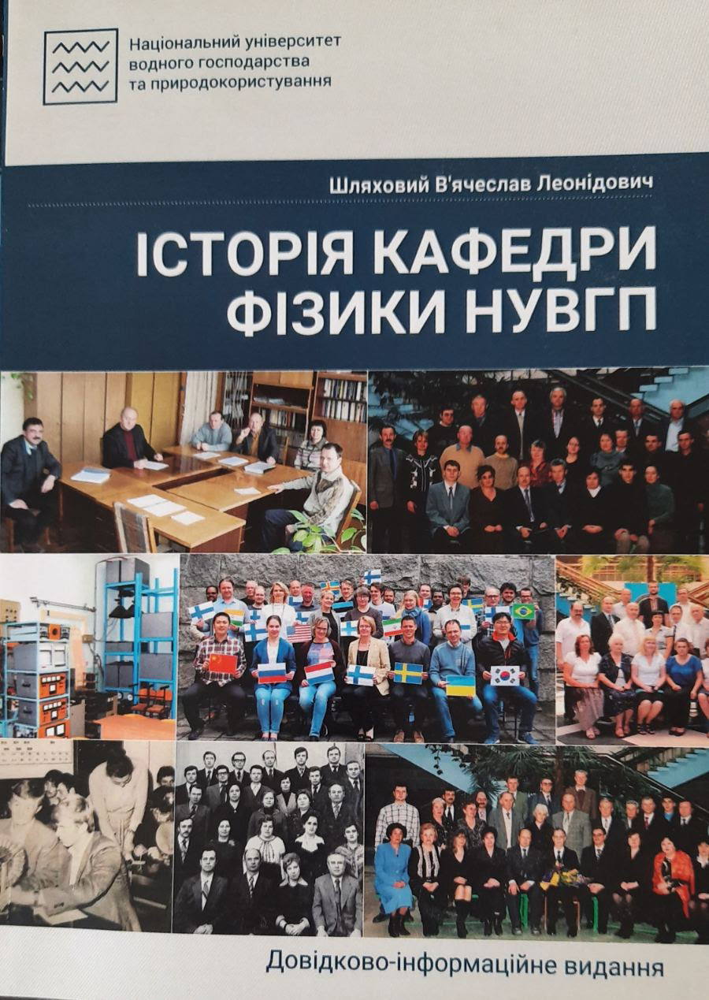 Національний університет
водного господарства
та природокористування
Шляховий В'ячеслав Леонідович
ІСТОРІЯ КАФЕДРИ
ФІЗИКИ НУВГП
Довідково-інформаційне видання